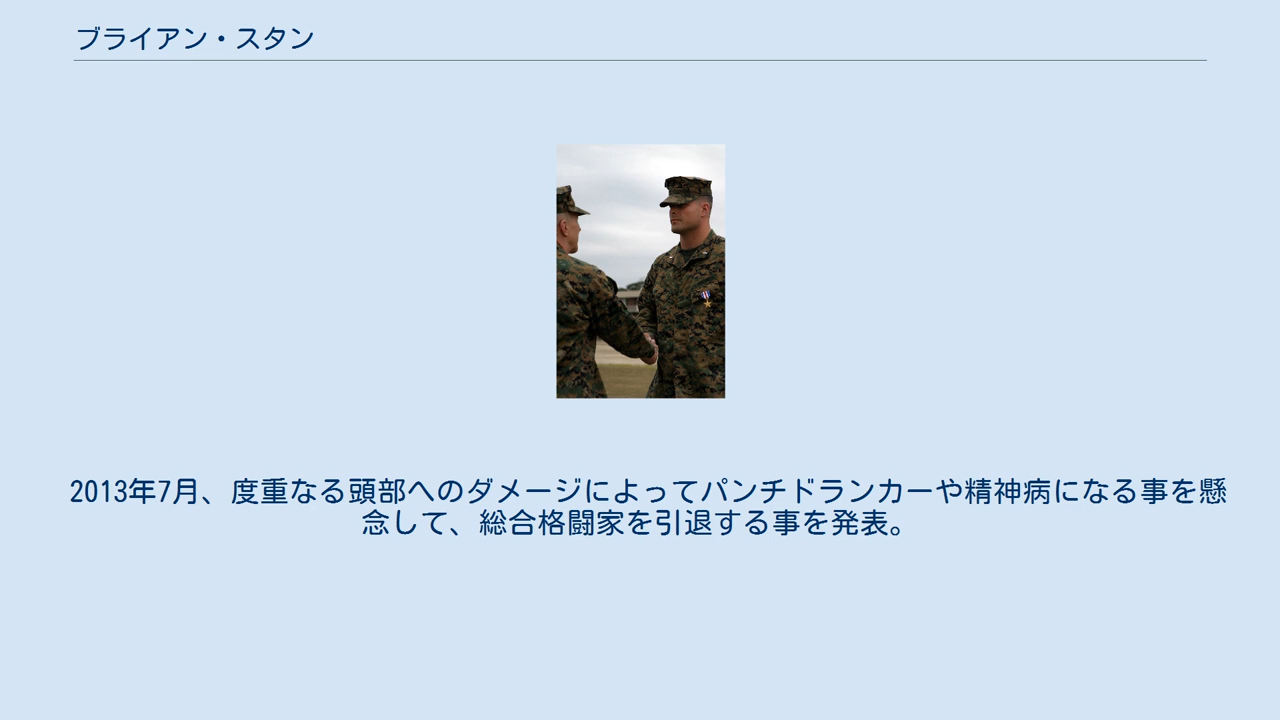 ブライアン・スタン
2013年7月、度重なる頭部へのダメージによってパンチドランカーや精神病になる事を懸
念して、総合格闘家を引退する事を発表。